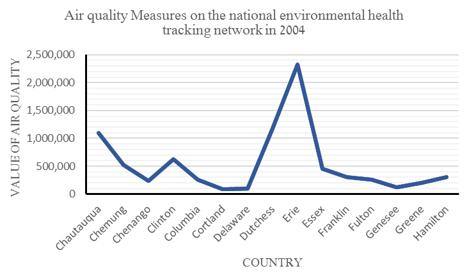 Air quality Measures on the national environmental health
tracking network in 2004
VALUE OF AIR QUALITY
2,500,000
2,000,000
1,500,000
1,000,000
500,000
0
Chautauqua
Chemung
Chenango
Clinton
Columbia
Cortland
Delaware
Dutchess
Erie
Essex
Franklin
Fulton
Genesee
Greene
Hamilton
COUNTRY